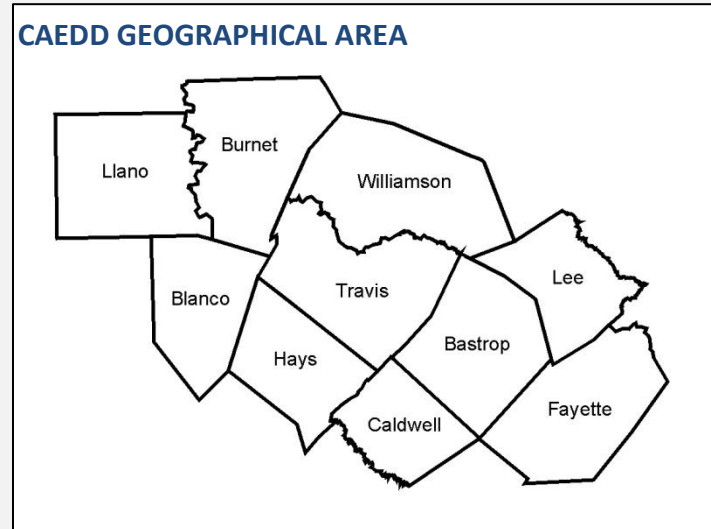 CAEDD GEOGRAPHICAL AREA
Burnet
Llano
Williamson
Lee
Blanco
Travis
Bastrop
Hays
Fayette
Caldwell